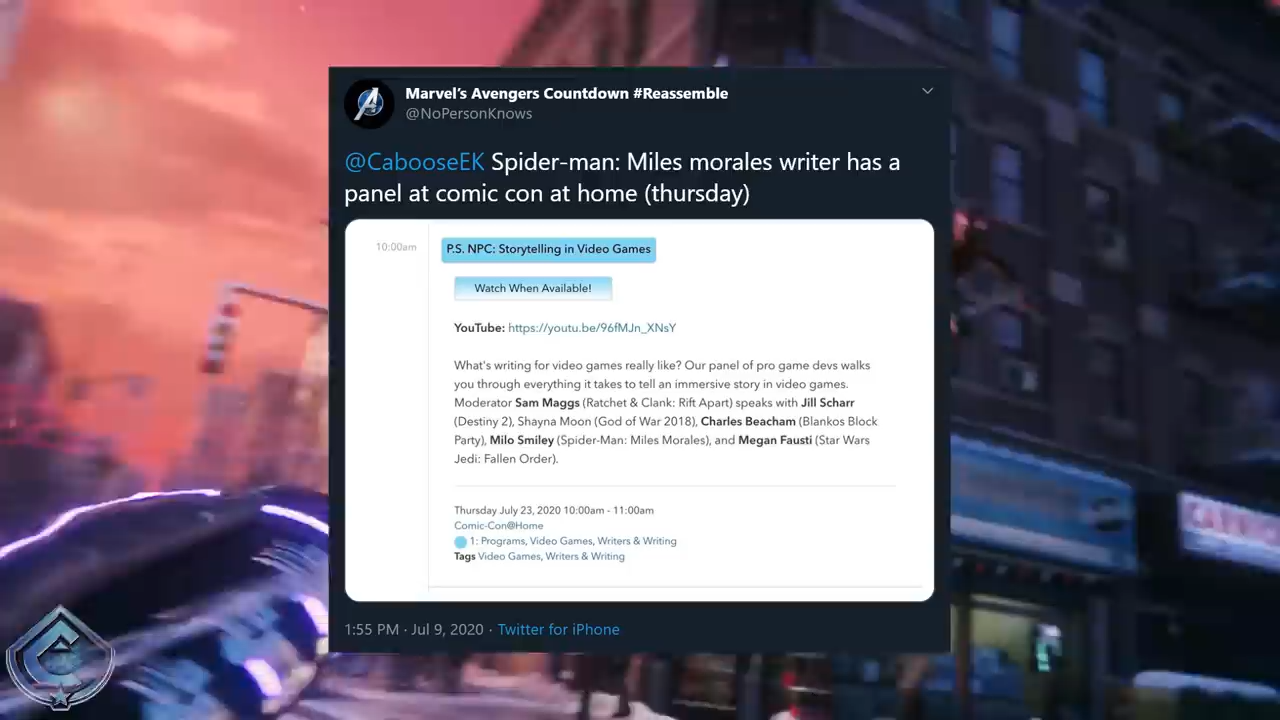 Marvel's Avengers Countdown #Reassemble
@NoPersonKnows
@CabooseEK Spider-man: Miles morales writer has a
panel at comic con at home (thursday)
10:00am
P.S. NPC: Storytelling in Video Games
Watch When Available!
YouTube: https://youtu.be/96fMJn_XNsY
What's writing for video games really like? Our panel of pro game devs walks
you through everything it takes to tell an immersive story in video games.
Moderator Sam Maggs (Ratchet & Clank: Rift Apart) speaks with Jill Scharr
(Destiny 2), Shayna Moon (God of War 2018), Charles Beacham (Blankos Block
Party), Milo Smiley (Spider-Man: Miles Morales), and Megan Fausti (Star Wars
Jedi: Fallen Order).
Thursday July 23, 2020 10:00am - 11:00am
Comic-Con@Home
1: Programs, Video Games, Writers & Writing
Tags Video Games, Writers & Writing
1:55 PM · Jul 9, 2020 · Twitter for iPhone